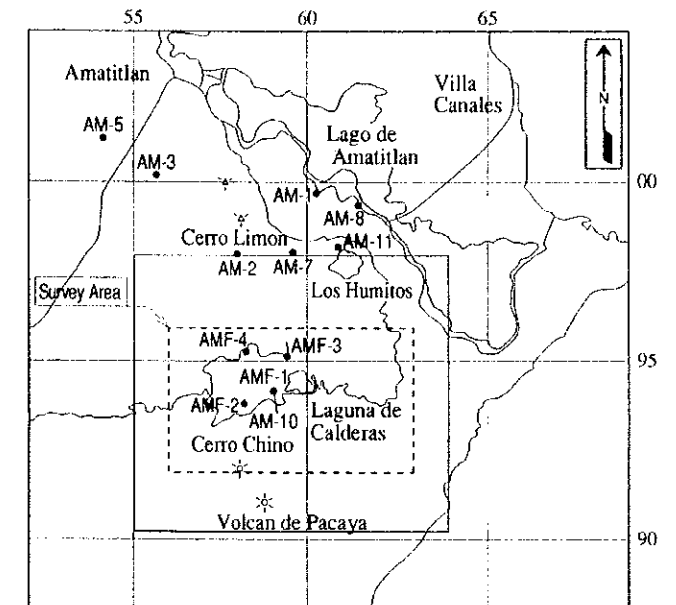 55 60 65
Amatitlan
Villa
Canales
N
AM-5
Lago de
Amatitlan
AM-3
00
AM-1
AM-8
Cerro Limon
AM-11
AM-2
AM-7
Survey Area
Los Humitos
AMF-4
AMF-3
95
AMF-1
AMF-2
AM-10
Laguna de
Calderas
Cerro Chino
Volcan de Pacaya
90